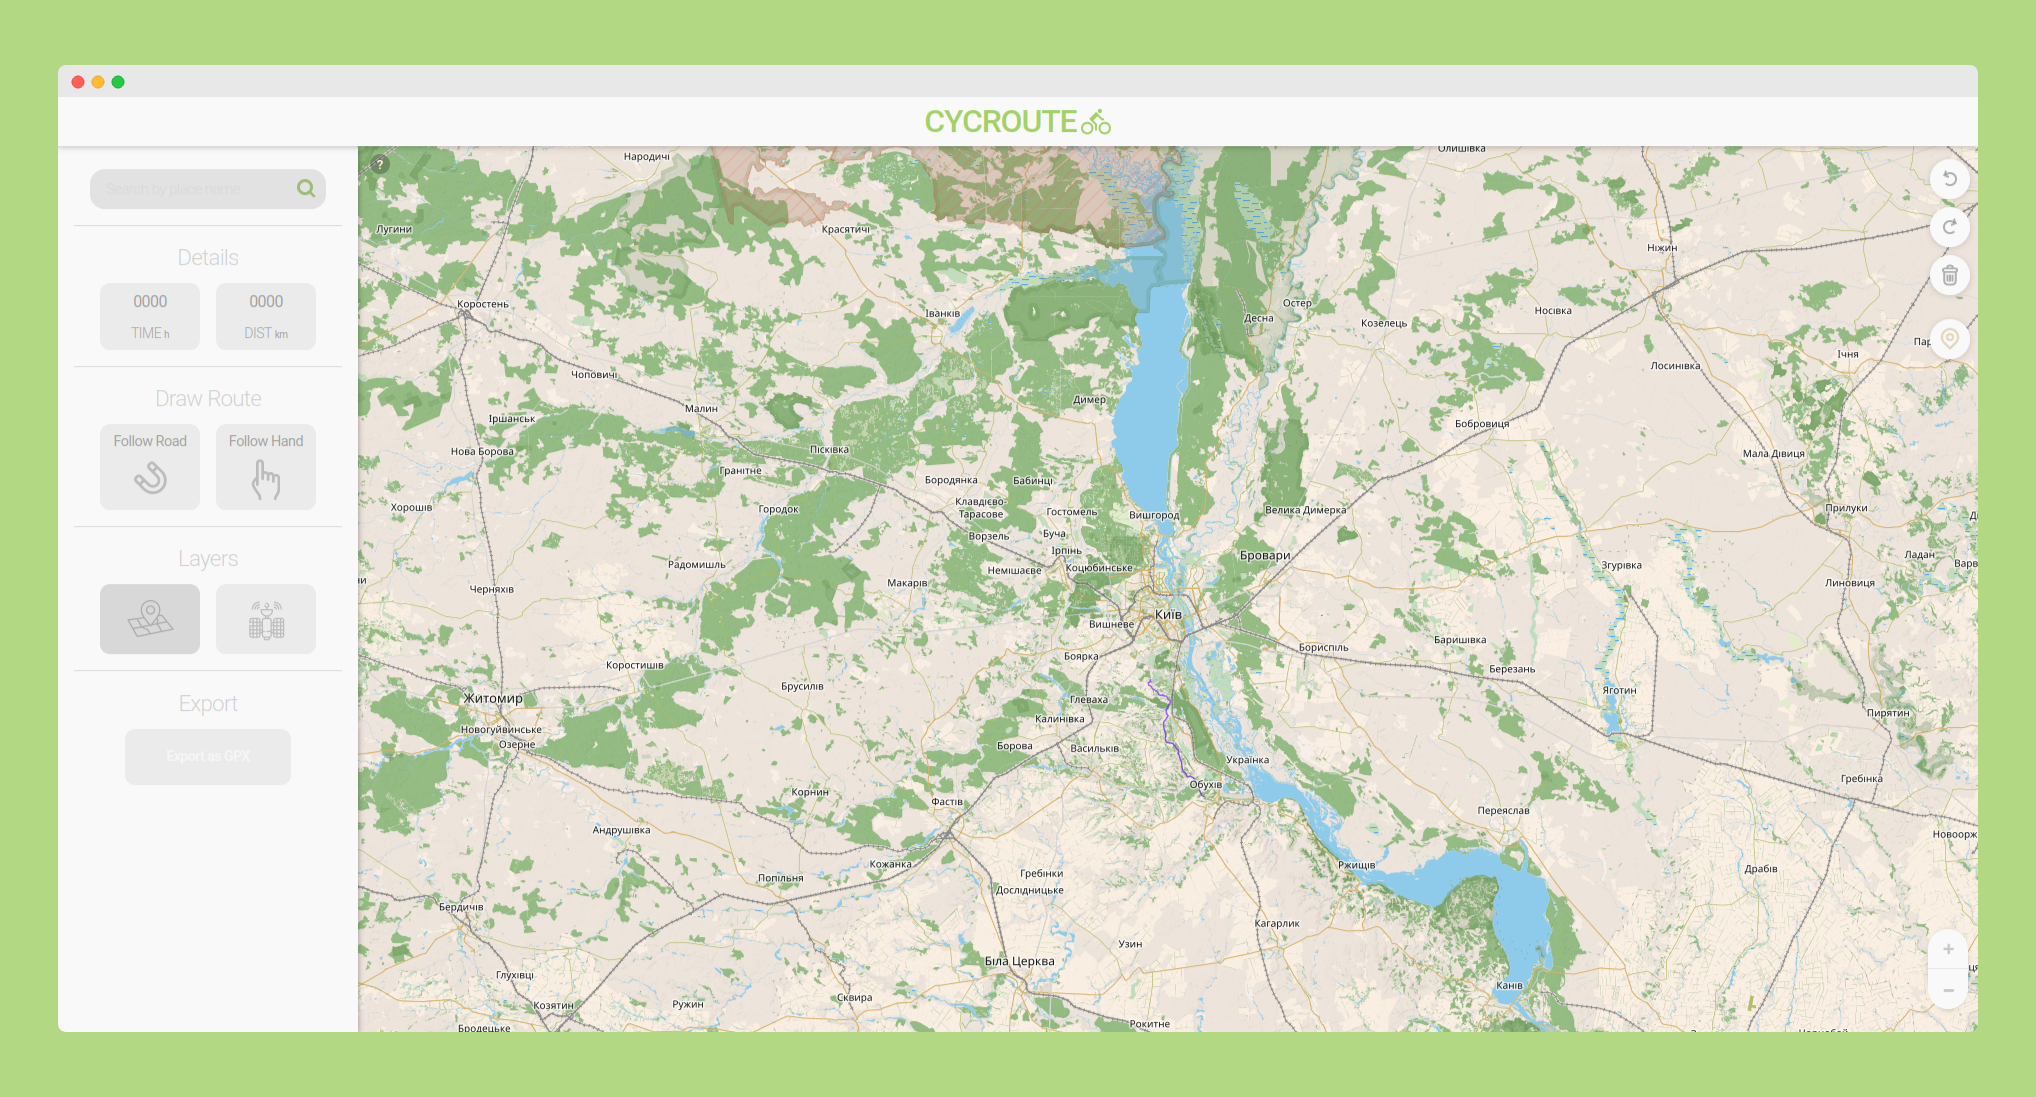 CYCROUTE
Search by place name
Details
0000
TIME h
0000
DIST km
Draw Route
Follow Road
Follow Hand
Layers
Export
Export as GPX
?
Народичі
Олишівка
Лугини
Красятичі
Ніжин
Коростень
Іванків
Остер
Десна
Козелець
Носівка
Ічня
Чоповичі
Лосинівка
Димер
Малин
Іршанськ
Бобровиця
Нова Борова
Пісківка
Мала Дівиця
Гранітне
Бородянка
Бабинці
Хорошів
Клавдієво-
Тарасове
Городок
Гостомель
Вишгород
Велика Димерка
Прилуки
Ворзель
Буча
Ірпінь
Бровари
Ладан
Радомишль
Немішаєве
Коцюбинське
Згурівка
Варв
Черняхів
Макарів
Линовиця
Київ
Вишневе
Баришівка
Бориспіль
Боярка
Коростишів
Березань
Брусилів
Яготин
Житомир
Глеваха
Пирятин
Калинівка
Новогуйвинське
Озерне
Борова
Васильків
Українка
Гребінка
Обухів
Корнин
Фастів
Переяслав
Андрушівка
Новоорж
Кожанка
Ржищів
Гребінки
Драбів
Попільня
Дослідницьке
Бердичів
Кагарлик
Узин
Біла Церква
Глухівці
Канів
Козятин
Ружин
Сквира
Рокитне
Бродецьке
+
−